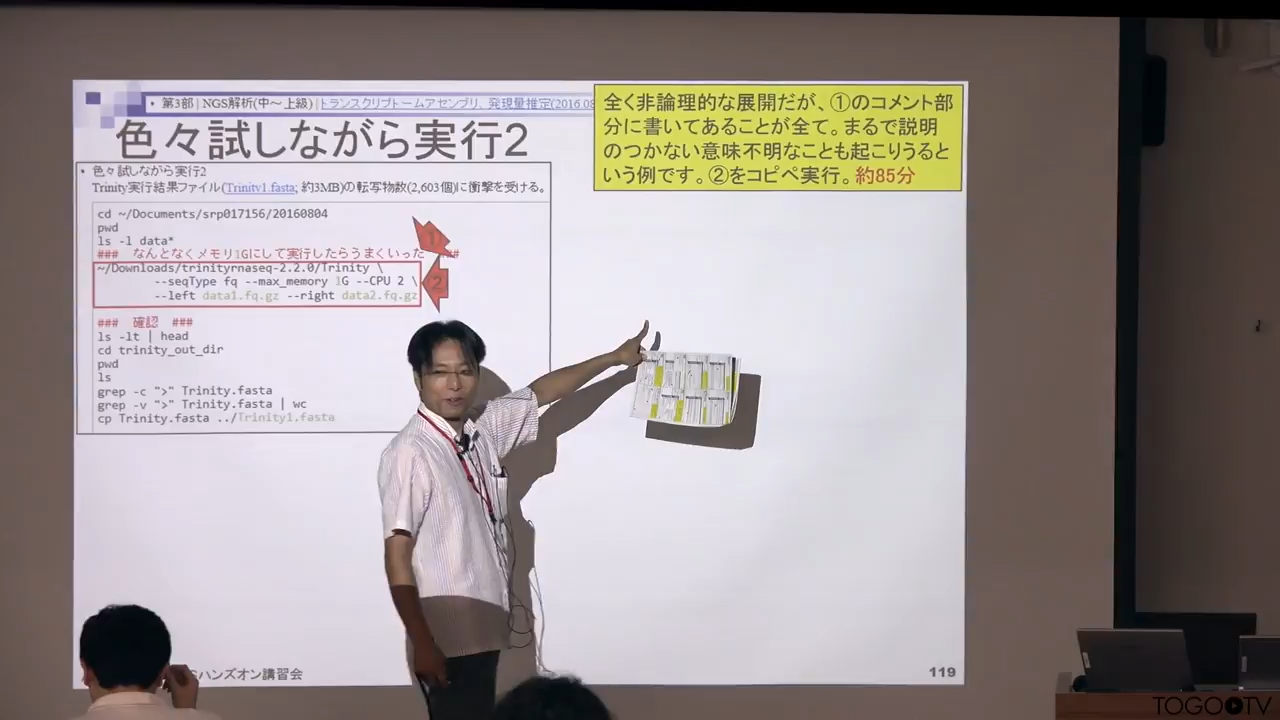 ・第3部 | NGS解析(中～上級) | トランスクリプトームアセンブリ、発現量推定(2016.08
色々試しながら実行2
全く非論理的な展開だが、①のコメント部
分に書いてあることが全て。まるで説明
のつかない意味不明なことも起こりうると
いう例です。②をコピペ実行。約85分
・色々試しながら実行2
Trinity実行結果ファイル(Trinity1.fasta; 約3MB)の転写物数(2,603個)に衝撃を受ける。
cd ~/Documents/srp017156/20160804
pwd
ls -l data*
### なんとなくメモリ1Gにして実行したらうまくいった ##
~/Downloads/trinityrnaseq-2.2.0/Trinity \
--seqType fq --max_memory 1G --CPU 2 \
--left data1.fq.gz --right data2.fq.gz
①
②
### 確認 ###
ls -lt | head
cd trinity_out_dir
pwd
ls
grep -c ">" Trinity.fasta
grep -v ">" Trinity.fasta | wc
cp Trinity.fasta ../Trinity1.fasta
ハンズオン講習会
119
TOGOTV